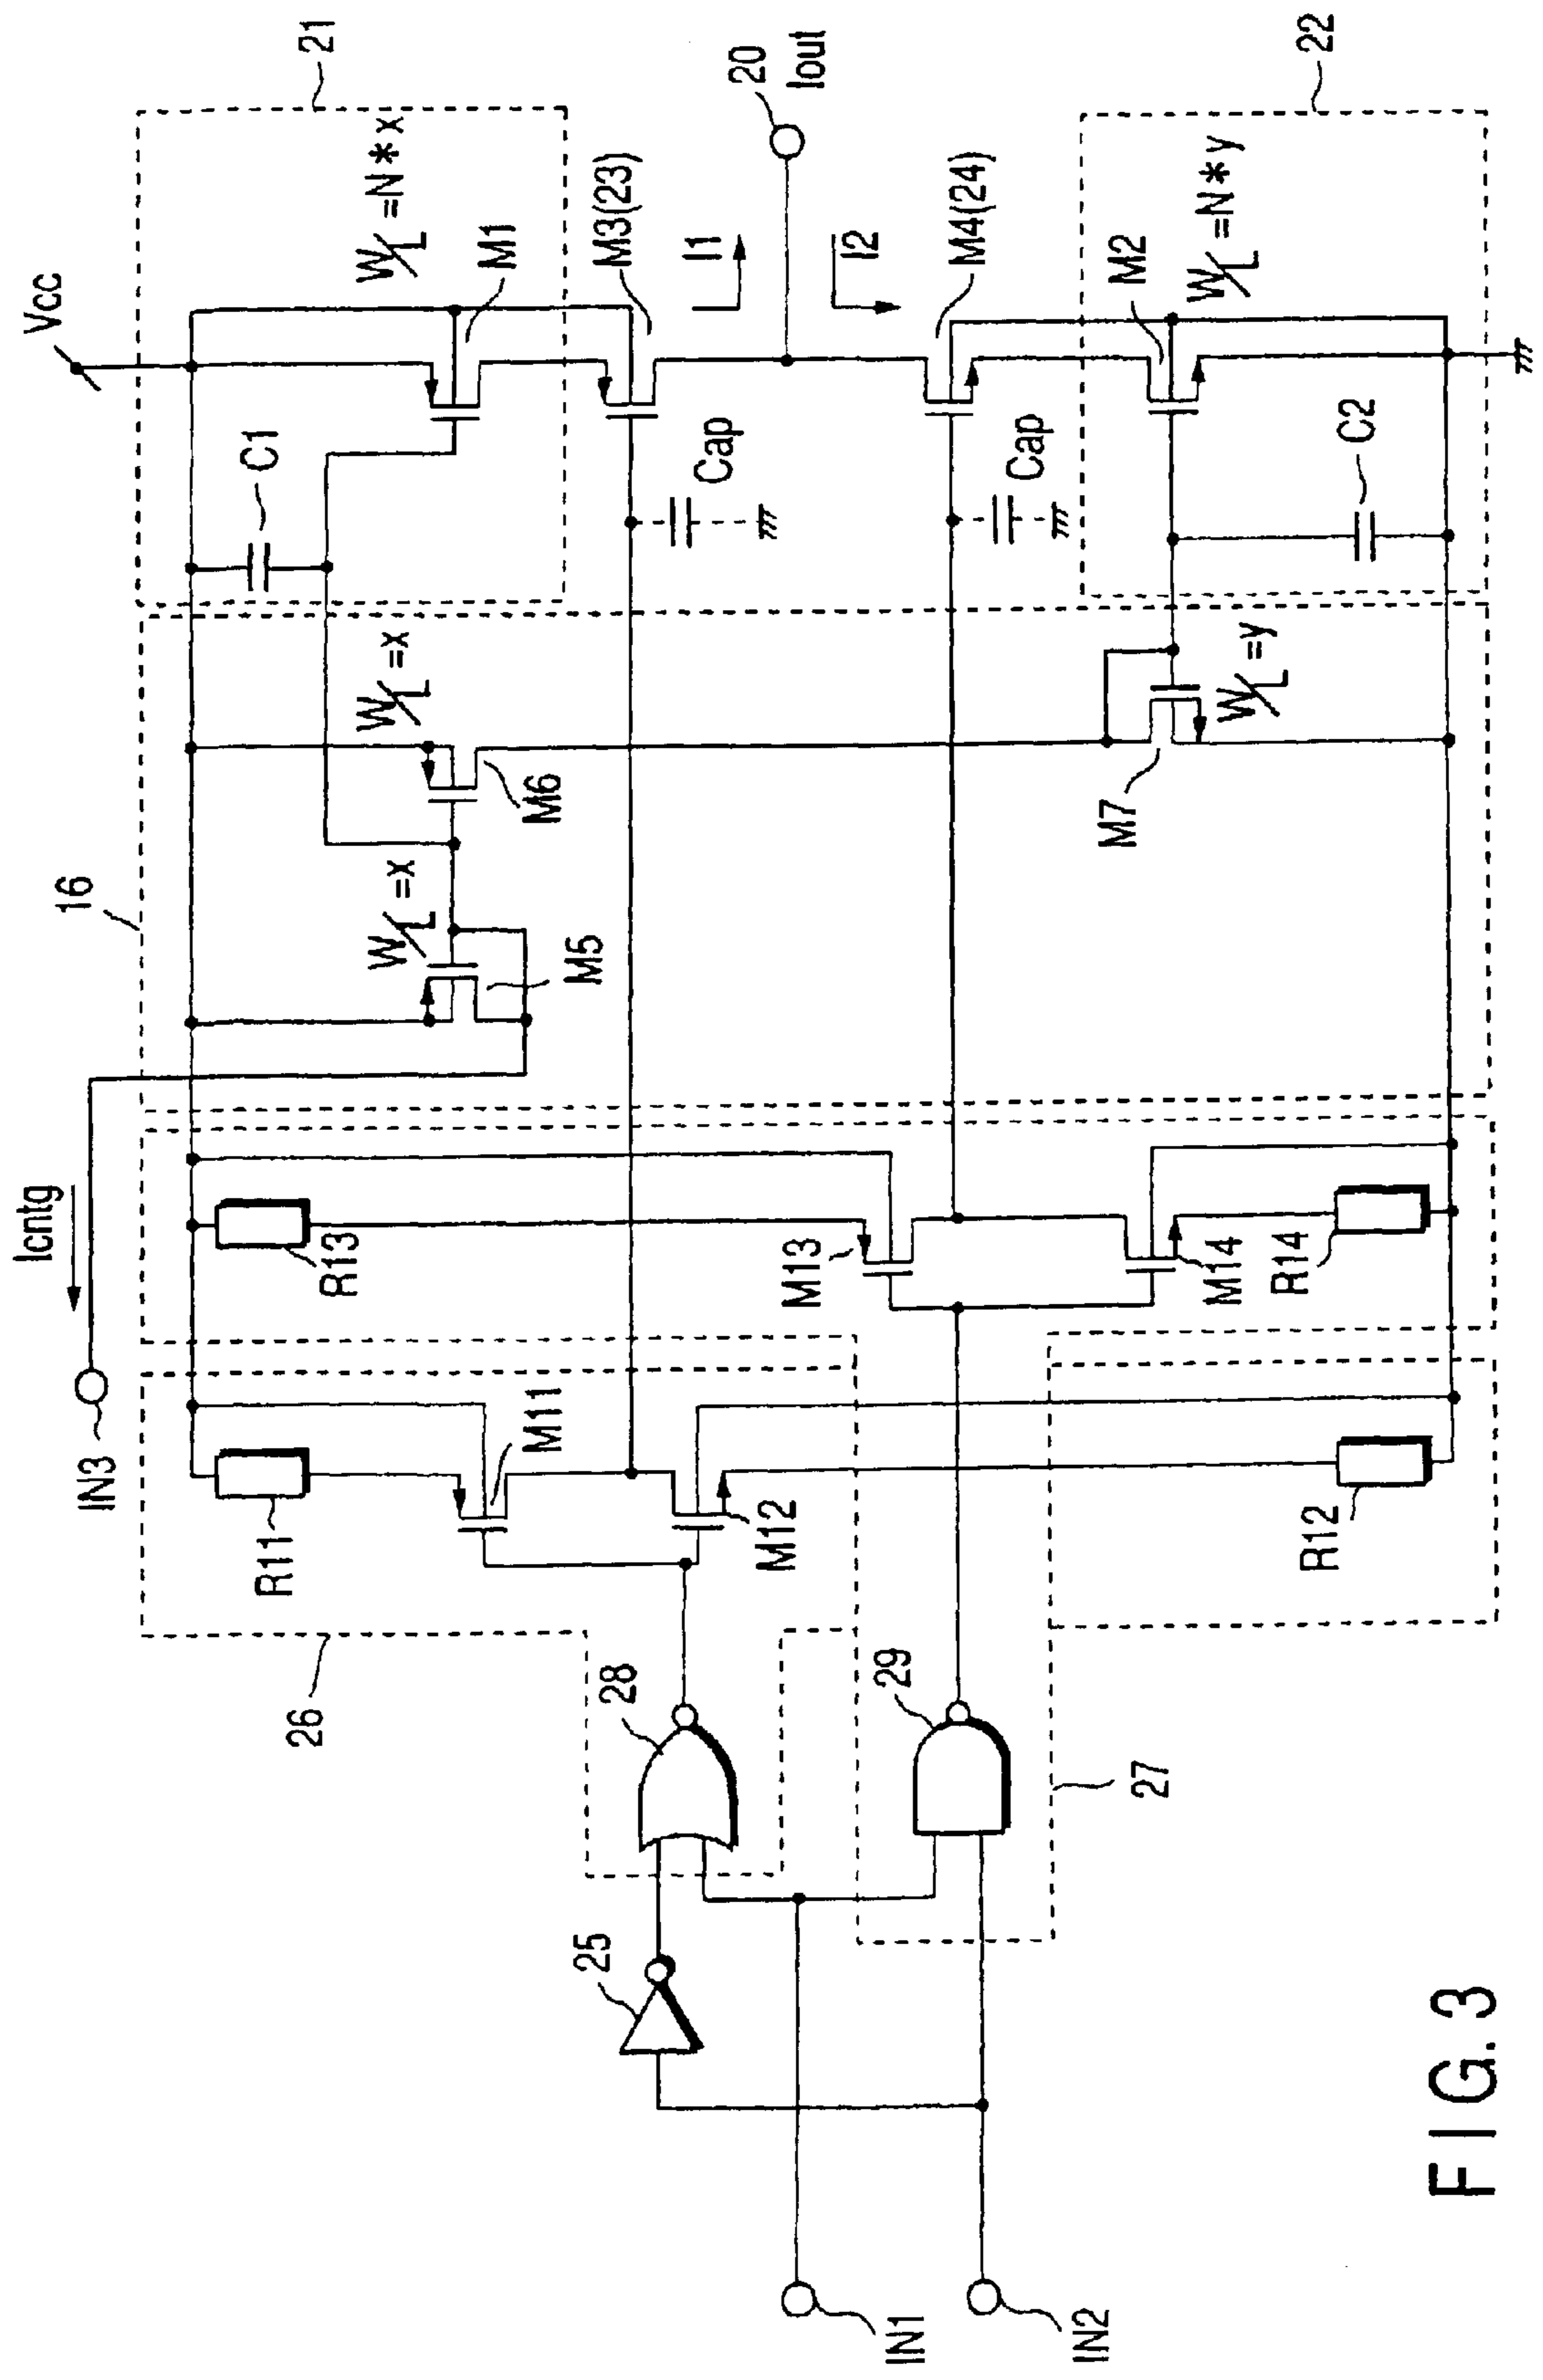 FIG. 3
IN1
IN2
25
28
29
26
27
R11
M11
M12
R12
IN3
Icntg
R13
M13
M14
R14
16
W/L =x
M5
W/L =x
M6
M7
W/L =y
C1
Cap
Cap
C2
Vcc
W/L =N*x
M1
M3(23)
I1
I2
M4(24)
M2
W/L =N*y
21
20
Iout
22